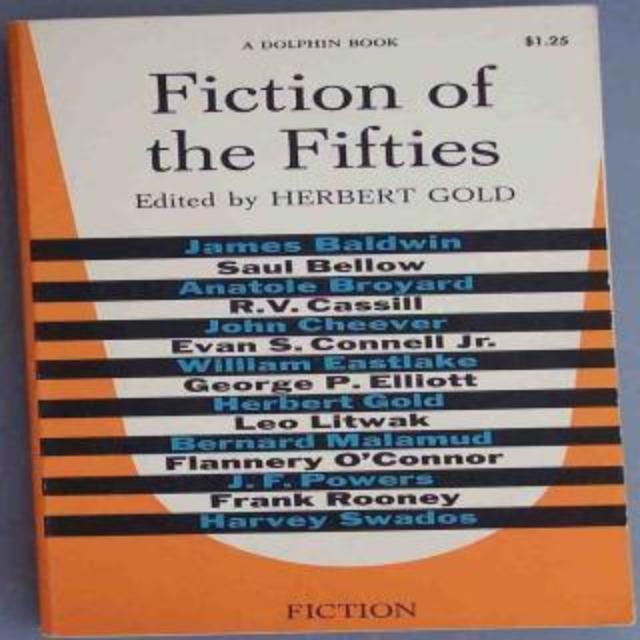 A DOLPHIN BOOK
$1.25
Fiction of
the Fifties
Edited by HERBERT GOLD
James Baldwin
Saul Bellow
Anatole Broyard
R.V. Cassill
John Cheever
Evan S. Connell Jr.
William Eastlake
George P. Elliott
Herbert Gold
Leo Litwak
Bernard Malamud
Flannery O'Connor
J.F. Powers
Frank Rooney
Harvey Swados
FICTION